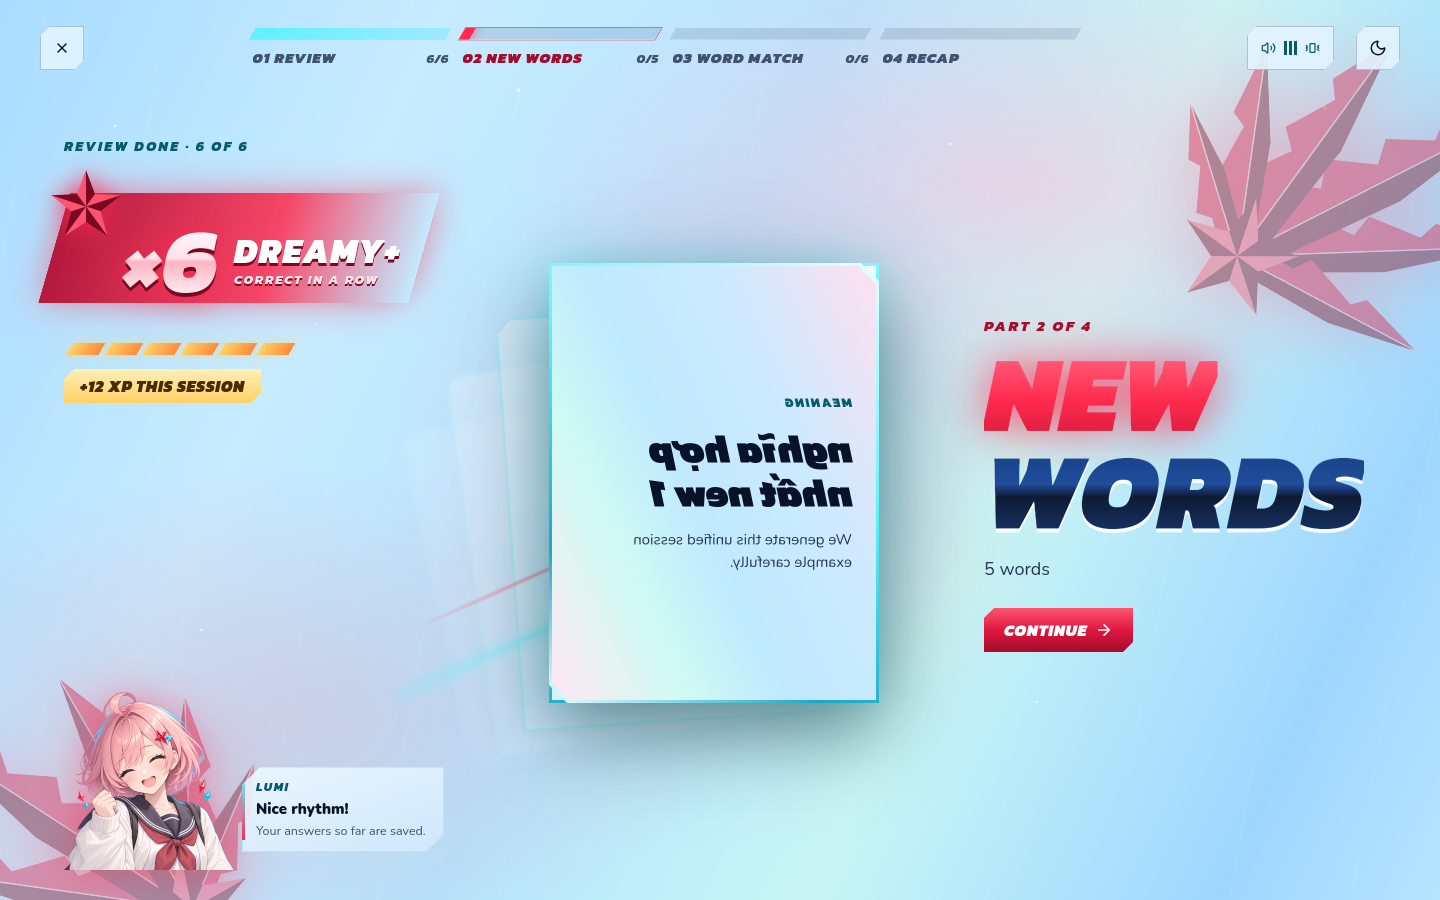 01 REVIEW 6/6
02 NEW WORDS 0/5
03 WORD MATCH 0/6
04 RECAP
REVIEW DONE · 6 OF 6
×6 DREAMY+
CORRECT IN A ROW
+12 XP THIS SESSION
MEANING
nghĩa hợp
nhất new 1
We generate this unified session
example carefully.
PART 2 OF 4
NEW
WORDS
5 words
CONTINUE
LUMI
Nice rhythm!
Your answers so far are saved.